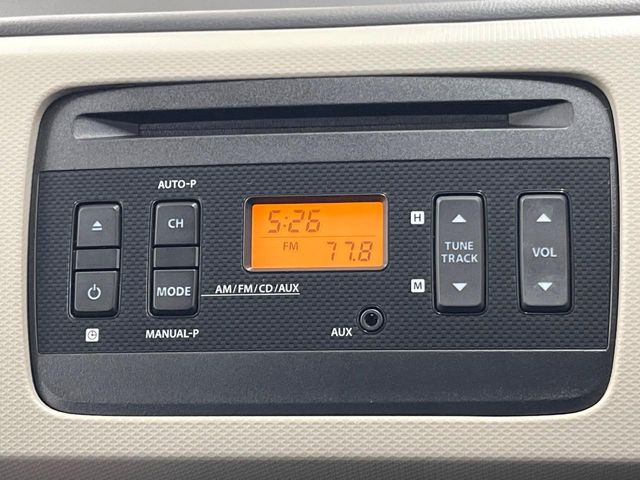 AUTO-P
CH
MODE
MANUAL-P
AM/FM/CD/AUX
5:26
FM 77.8
AUX
H
M
TUNE
TRACK
VOL